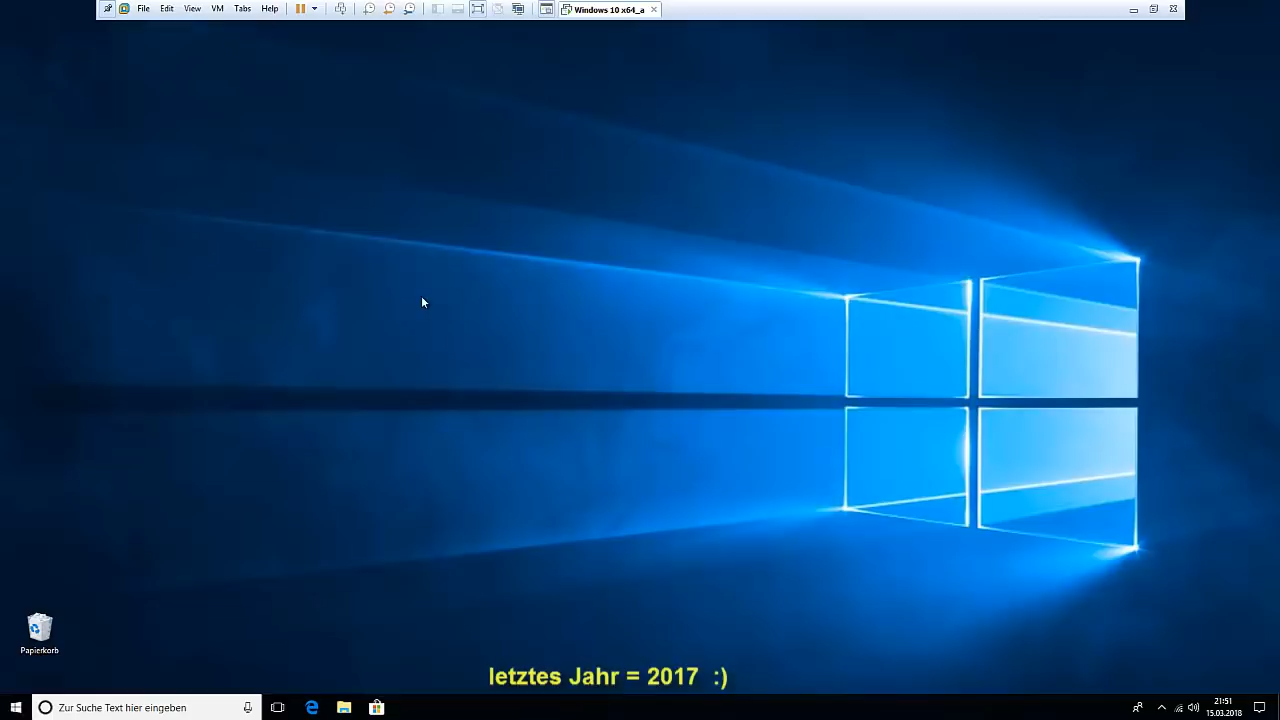 File Edit View VM Tabs Help Windows 10 x64_a
Papierkorb
letztes Jahr = 2017 :)
Zur Suche Text hier eingeben
21:51
15.03.2018